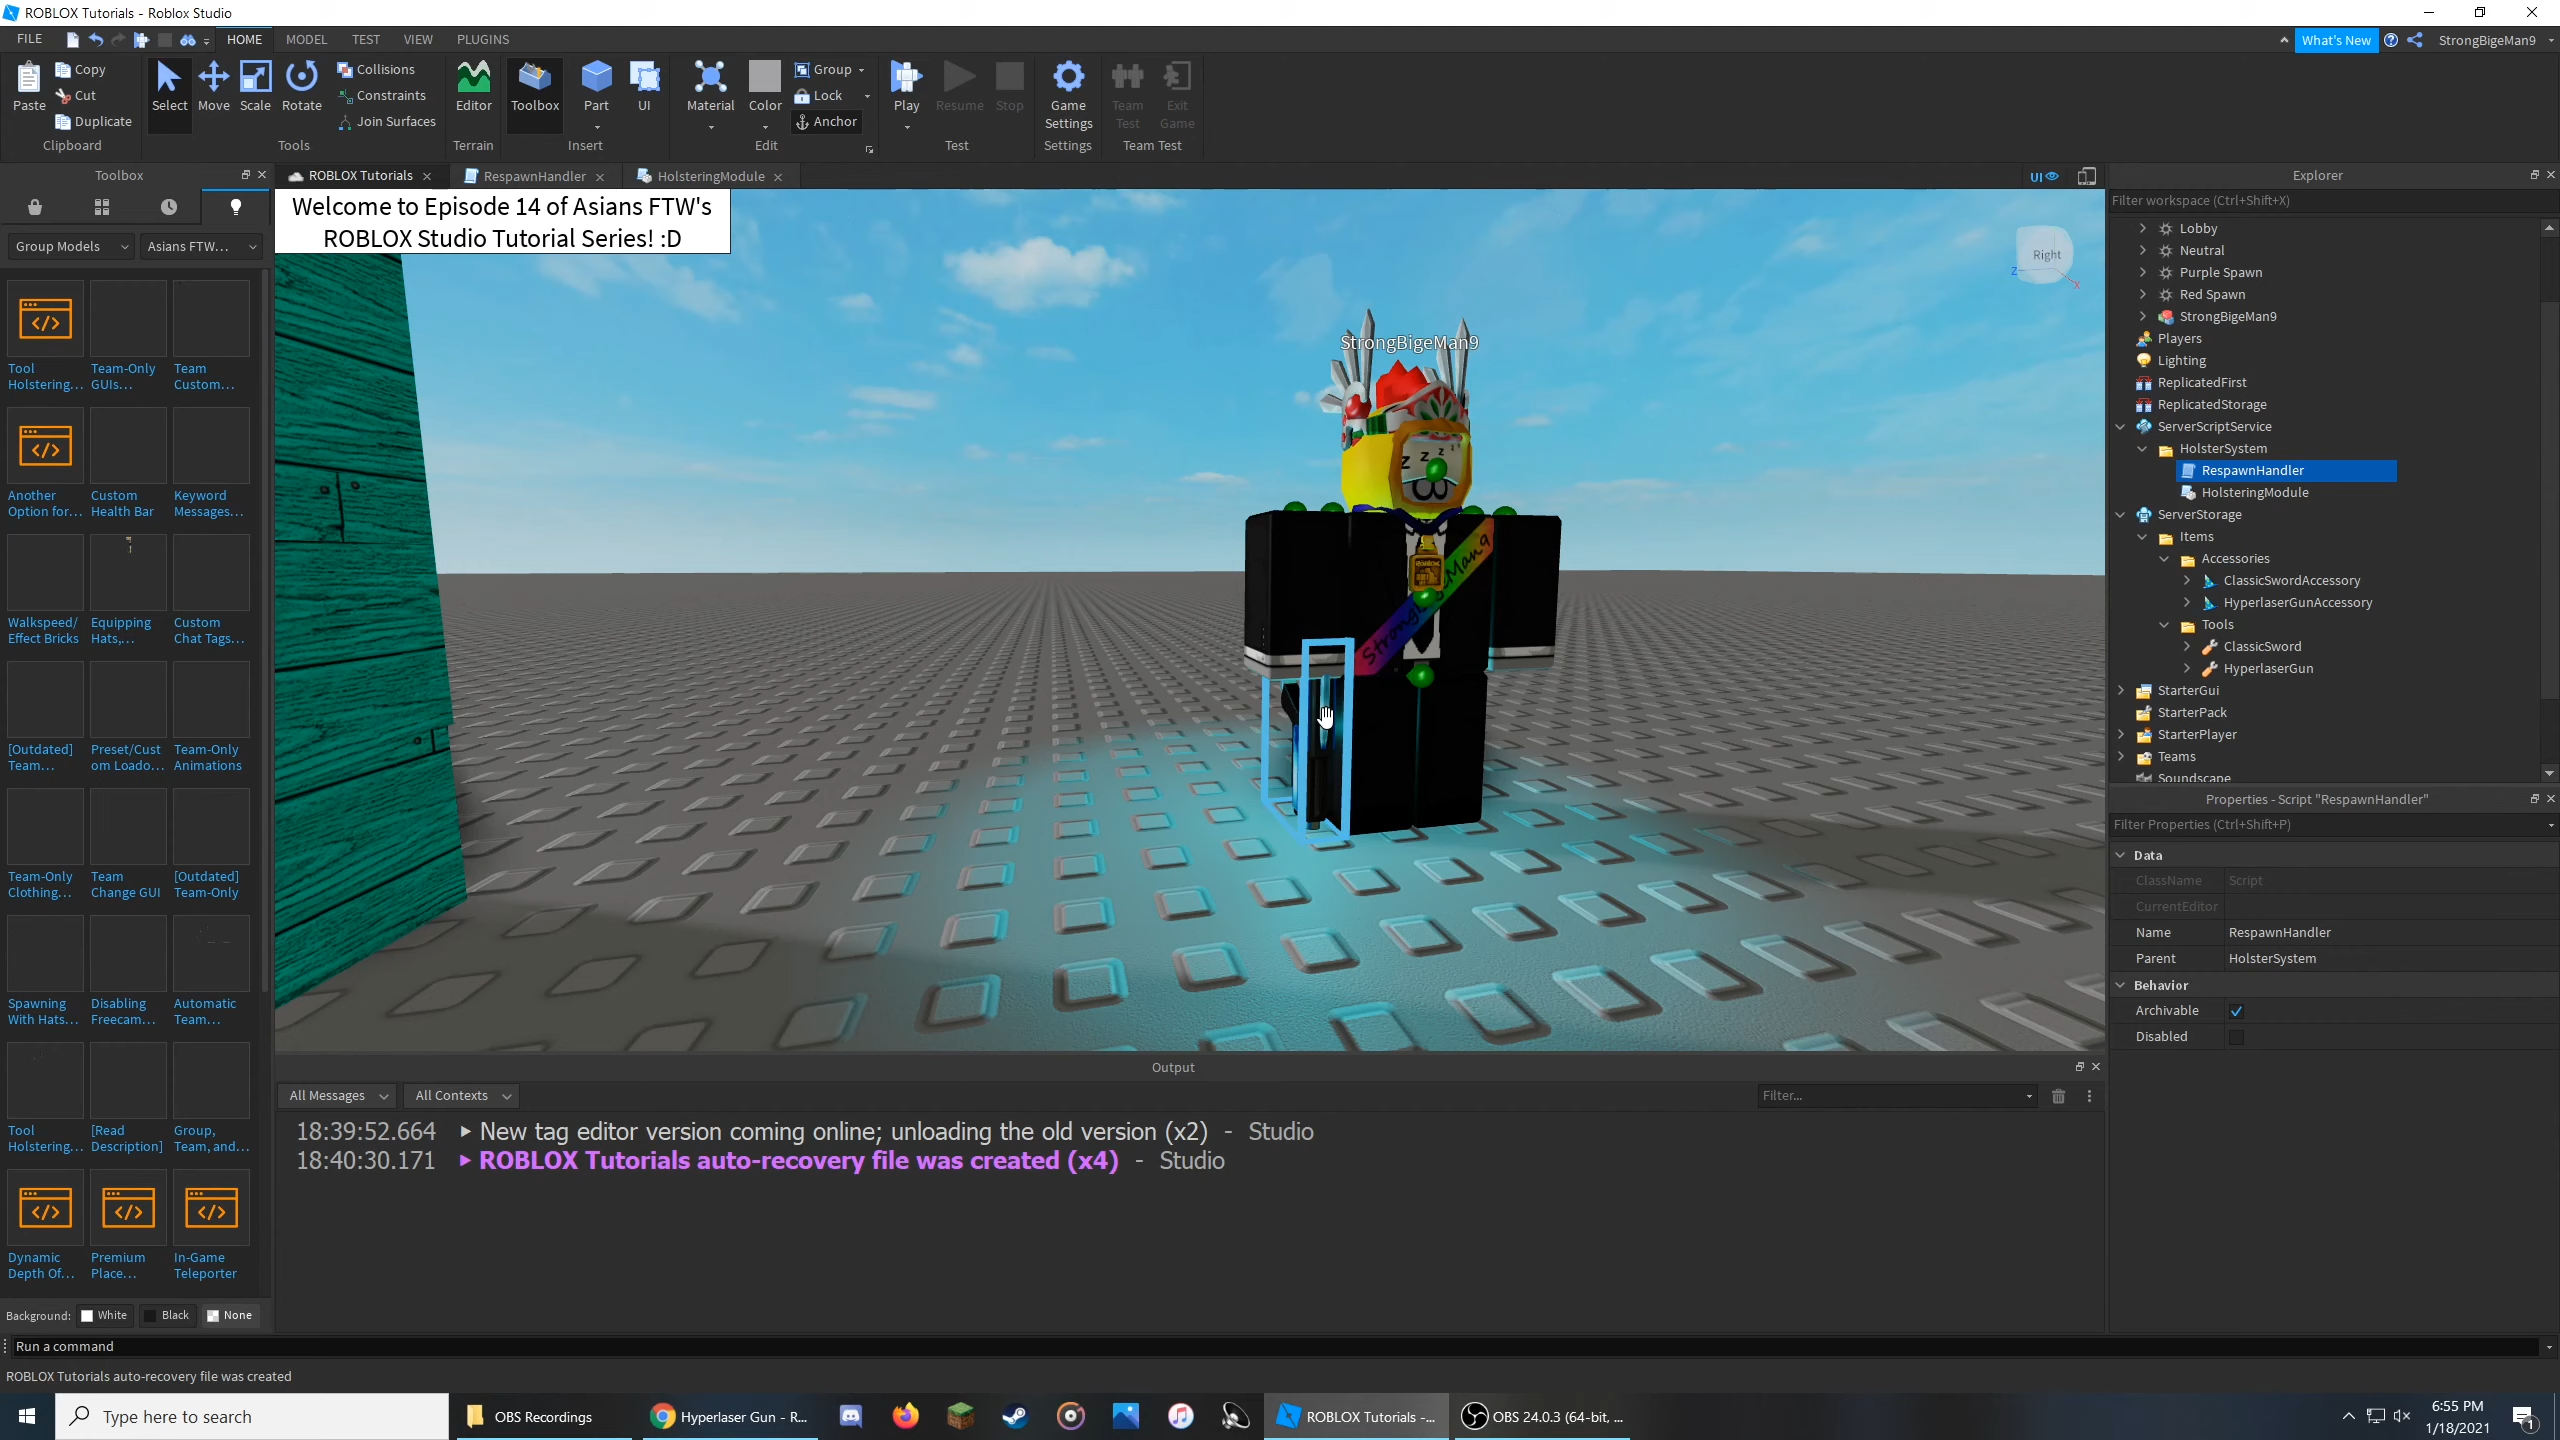 ROBLOX Tutorials - Roblox Studio
FILE
HOME
MODEL
TEST
VIEW
PLUGINS
What's New
StrongBigeMan9
Paste
Copy
Cut
Duplicate
Clipboard
Select
Move
Scale
Rotate
Collisions
Constraints
Join Surfaces
Tools
Editor
Terrain
Toolbox
Part
UI
Insert
Material
Color
Group
Lock
Anchor
Edit
Play
Resume
Stop
Test
Game
Settings
Settings
Team
Test
Exit
Game
Team Test
Toolbox
Group Models
Asians FTW...
Tool
Holstering...
Team-Only
GUIs...
Team
Custom...
Another
Option for...
Custom
Health Bar
Keyword
Messages...
Walkspeed/
Effect Bricks
Equipping
Hats,...
Custom
Chat Tags...
[Outdated]
Team...
Preset/Cust
om Loado...
Team-Only
Animations
Team-Only
Clothing...
Team
Change GUI
[Outdated]
Team-Only
Spawning
With Hats...
Disabling
Freecam...
Automatic
Team...
Tool
Holstering...
[Read
Description]
Group,
Team, and...
Dynamic
Depth Of...
Premium
Place...
In-Game
Teleporter
Background:
White
Black
None
ROBLOX Tutorials
RespawnHandler
HolsteringModule
UI
Welcome to Episode 14 of Asians FTW's
ROBLOX Studio Tutorial Series! :D
Right
Z
X
StrongBigeMan9
Output
All Messages
All Contexts
Filter...
18:39:52.664 New tag editor version coming online; unloading the old version (x2) - Studio
18:40:30.171 ROBLOX Tutorials auto-recovery file was created (x4) - Studio
Explorer
Filter workspace (Ctrl+Shift+X)
Lobby
Neutral
Purple Spawn
Red Spawn
StrongBigeMan9
Players
Lighting
ReplicatedFirst
ReplicatedStorage
ServerScriptService
HolsterSystem
RespawnHandler
HolsteringModule
ServerStorage
Items
Accessories
ClassicSwordAccessory
HyperlaserGunAccessory
Tools
ClassicSword
HyperlaserGun
StarterGui
StarterPack
StarterPlayer
Teams
Soundscape
Properties - Script "RespawnHandler"
Filter Properties (Ctrl+Shift+P)
Data
ClassName Script
CurrentEditor
Name RespawnHandler
Parent HolsterSystem
Behavior
Archivable
Disabled
Run a command
ROBLOX Tutorials auto-recovery file was created
Type here to search
OBS Recordings
Hyperlaser Gun - R...
ROBLOX Tutorials -...
OBS 24.0.3 (64-bit, ...
6:55 PM
1/18/2021
1